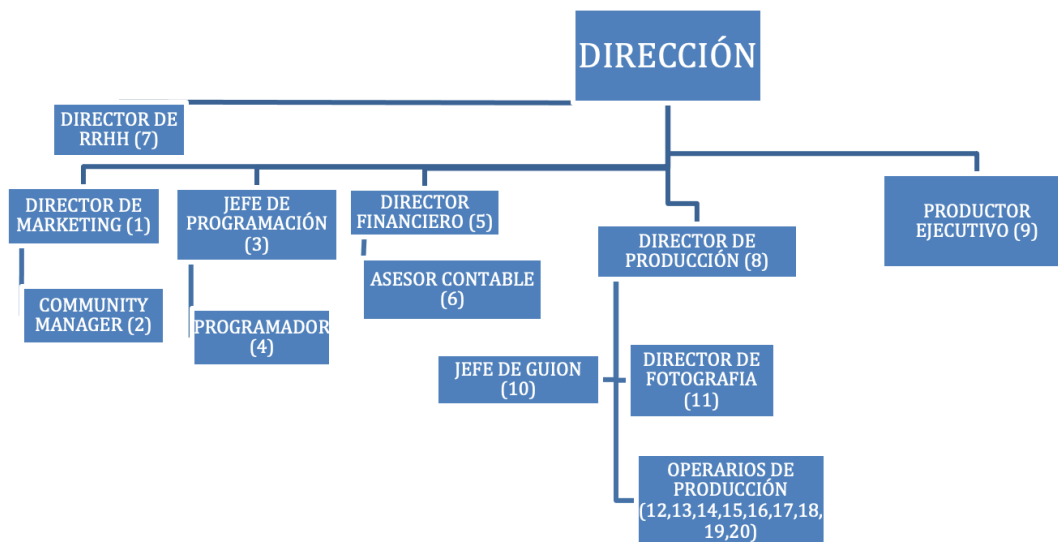 DIRECCIÓN
DIRECTOR DE
RRHH (7)
DIRECTOR DE
MARKETING (1)
JEFE DE
PROGRAMACIÓN
(3)
DIRECTOR
FINANCIERO (5)
DIRECTOR DE
PRODUCCIÓN (8)
PRODUCTOR
EJECUTIVO (9)
COMMUNITY
MANAGER (2)
PROGRAMADOR
(4)
ASESOR CONTABLE
(6)
JEFE DE GUION
(10)
DIRECTOR DE
FOTOGRAFIA
(11)
OPERARIOS DE
PRODUCCIÓN
(12,13,14,15,16,17,18,
19,20)